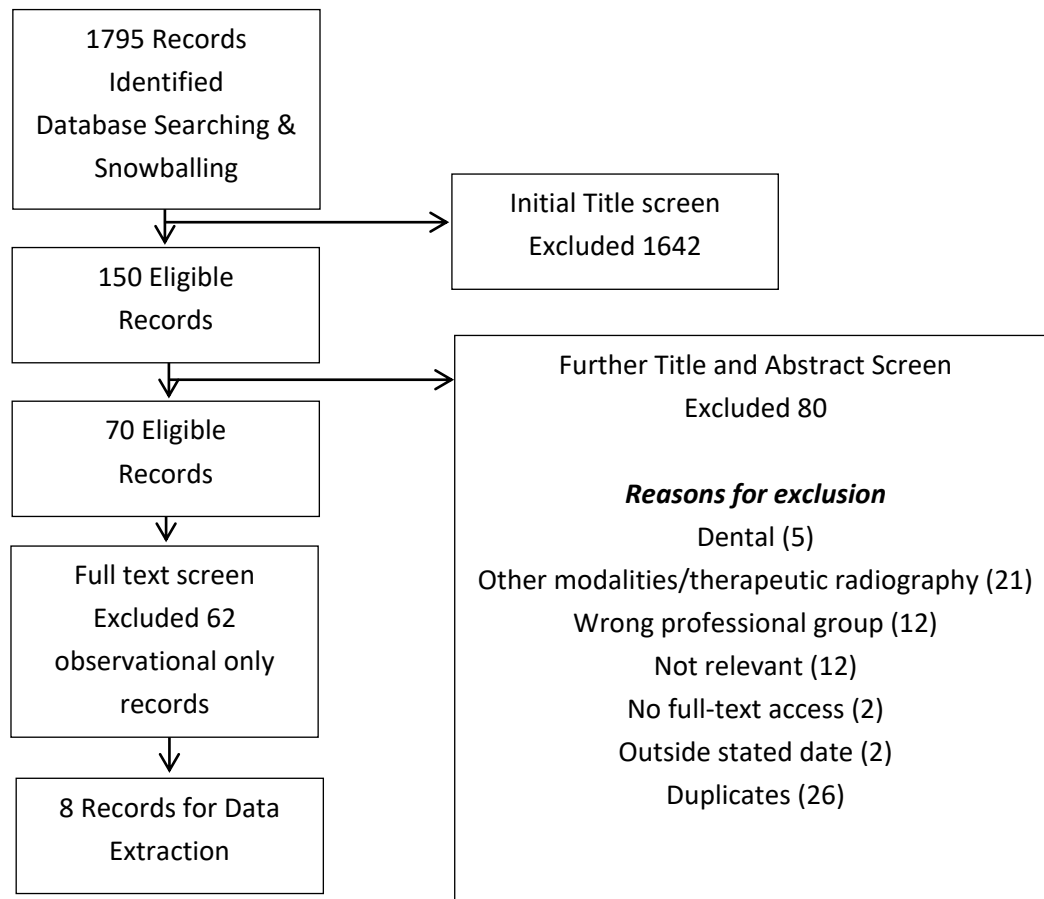 1795 Records
Identified
Database Searching &
Snowballing
Initial Title screen
Excluded 1642
150 Eligible
Records
Further Title and Abstract Screen
Excluded 80
Reasons for exclusion
Dental (5)
Other modalities/therapeutic radiography (21)
Wrong professional group (12)
Not relevant (12)
No full-text access (2)
Outside stated date (2)
Duplicates (26)
70 Eligible
Records
Full text screen
Excluded 62
observational only
records
8 Records for Data
Extraction